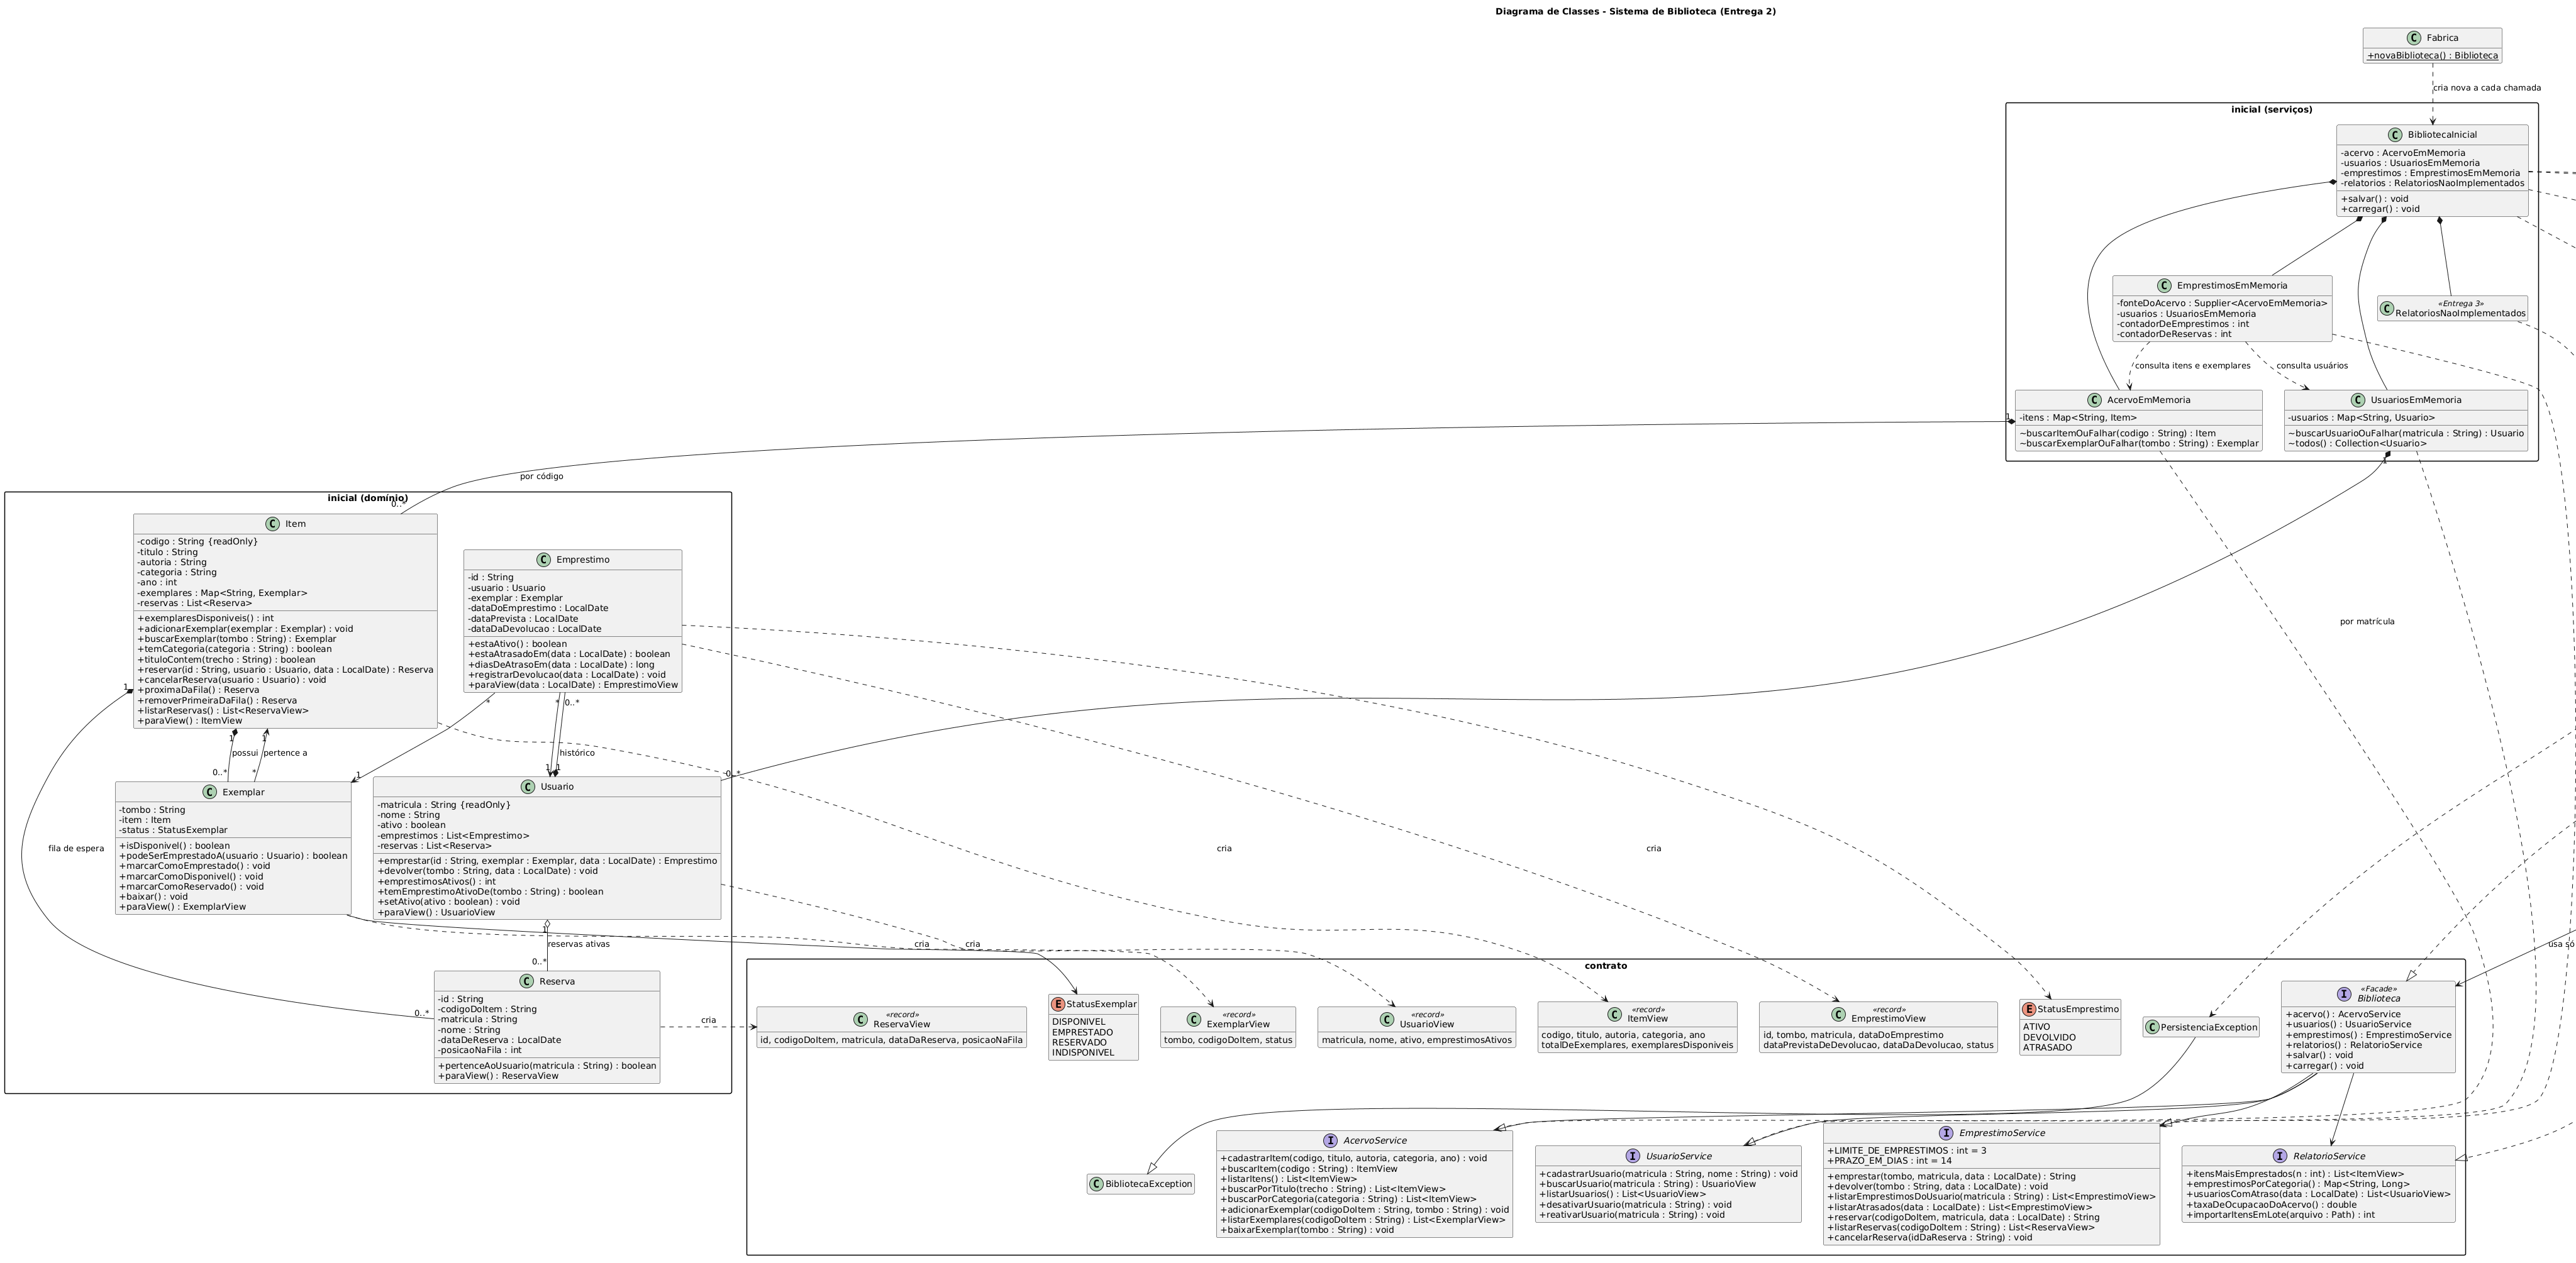 Diagrama de Classes - Sistema de Biblioteca (Entrega 2)
Fabrica
+novaBiblioteca() : Biblioteca
cria nova a cada chamada
inicial (serviços)
BibliotecaInicial
-acervo : AcervoEmMemoria
-usuarios : UsuariosEmMemoria
-emprestimos : EmprestimosEmMemoria
-relatorios : RelatoriosNaoImplementados
+salvar() : void
+carregar() : void
EmprestimosEmMemoria
-fonteDoAcervo : Supplier<AcervoEmMemoria>
-usuarios : UsuariosEmMemoria
-contadorDeEmprestimos : int
-contadorDeReservas : int
«Entrega 3»
RelatoriosNaoImplementados
consulta itens e exemplares
consulta usuários
AcervoEmMemoria
-itens : Map<String, Item>
~buscarItemOuFalhar(codigo : String) : Item
~buscarExemplarOuFalhar(tombo : String) : Exemplar
UsuariosEmMemoria
-usuarios : Map<String, Usuario>
~buscarUsuarioOuFalhar(matricula : String) : Usuario
~todos() : Collection<Usuario>
1
1
por código
0..*
inicial (domínio)
Item
-codigo : String {readOnly}
-titulo : String
-autoria : String
-categoria : String
-ano : int
-exemplares : Map<String, Exemplar>
-reservas : List<Reserva>
+exemplaresDisponiveis() : int
+adicionarExemplar(exemplar : Exemplar) : void
+buscarExemplar(tombo : String) : Exemplar
+temCategoria(categoria : String) : boolean
+tituloContem(trecho : String) : boolean
+reservar(id : String, usuario : Usuario, data : LocalDate) : Reserva
+cancelarReserva(usuario : Usuario) : void
+proximaDaFila() : Reserva
+removerPrimeiraDaFila() : Reserva
+listarReservas() : List<ReservaView>
+paraView() : ItemView
Emprestimo
-id : String
-usuario : Usuario
-exemplar : Exemplar
-dataDoEmprestimo : LocalDate
-dataPrevista : LocalDate
-dataDaDevolucao : LocalDate
+estaAtivo() : boolean
+estaAtrasadoEm(data : LocalDate) : boolean
+diasDeAtrasoEm(data : LocalDate) : long
+registrarDevolucao(data : LocalDate) : void
+paraView(data : LocalDate) : EmprestimoView
por matrícula
1
1
1
*
*
0..*
possui
pertence a
histórico
0..*
*
1
1
1
0..*
Exemplar
-tombo : String
-item : Item
-status : StatusExemplar
+isDisponivel() : boolean
+podeSerEmprestadoA(usuario : Usuario) : boolean
+marcarComoEmprestado() : void
+marcarComoDisponivel() : void
+marcarComoReservado() : void
+baixar() : void
+paraView() : ExemplarView
Usuario
-matricula : String {readOnly}
-nome : String
-ativo : boolean
-emprestimos : List<Emprestimo>
-reservas : List<Reserva>
+emprestar(id : String, exemplar : Exemplar, data : LocalDate) : Emprestimo
+devolver(tombo : String, data : LocalDate) : void
+emprestimosAtivos() : int
+temEmprestimoAtivoDe(tombo : String) : boolean
+setAtivo(ativo : boolean) : void
+paraView() : UsuarioView
fila de espera
cria
cria
1
reservas ativas
cria
cria
usa só
0..*
0..*
Reserva
-id : String
-codigoDoItem : String
-matricula : String
-nome : String
-dataDeReserva : LocalDate
-posicaoNaFila : int
+pertenceAoUsuario(matricula : String) : boolean
+paraView() : ReservaView
cria
contrato
«record»
ReservaView
id, codigoDoItem, matricula, dataDaReserva, posicaoNaFila
StatusExemplar
DISPONIVEL
EMPRESTADO
RESERVADO
INDISPONIVEL
«record»
ExemplarView
tombo, codigoDoItem, status
«record»
UsuarioView
matricula, nome, ativo, emprestimosAtivos
«record»
ItemView
codigo, titulo, autoria, categoria, ano
totalDeExemplares, exemplaresDisponiveis
«record»
EmprestimoView
id, tombo, matricula, dataDoEmprestimo
dataPrevistaDeDevolucao, dataDaDevolucao, status
StatusEmprestimo
ATIVO
DEVOLVIDO
ATRASADO
PersistenciaException
«Facade»
Biblioteca
+acervo() : AcervoService
+usuarios() : UsuarioService
+emprestimos() : EmprestimoService
+relatorios() : RelatorioService
+salvar() : void
+carregar() : void
BibliotecaException
AcervoService
+cadastrarItem(codigo, titulo, autoria, categoria, ano) : void
+buscarItem(codigo : String) : ItemView
+listarItens() : List<ItemView>
+buscarPorTitulo(trecho : String) : List<ItemView>
+buscarPorCategoria(categoria : String) : List<ItemView>
+adicionarExemplar(codigoDoItem : String, tombo : String) : void
+listarExemplares(codigoDoItem : String) : List<ExemplarView>
+baixarExemplar(tombo : String) : void
UsuarioService
+cadastrarUsuario(matricula : String, nome : String) : void
+buscarUsuario(matricula : String) : UsuarioView
+listarUsuarios() : List<UsuarioView>
+desativarUsuario(matricula : String) : void
+reativarUsuario(matricula : String) : void
EmprestimoService
+LIMITE_DE_EMPRESTIMOS : int = 3
+PRAZO_EM_DIAS : int = 14
+emprestar(tombo, matricula, data : LocalDate) : String
+devolver(tombo : String, data : LocalDate) : void
+listarEmprestimosDoUsuario(matricula : String) : List<EmprestimoView>
+listarAtrasados(data : LocalDate) : List<EmprestimoView>
+reservar(codigoDoItem, matricula, data : LocalDate) : String
+listarReservas(codigoDoItem : String) : List<ReservaView>
+cancelarReserva(idDaReserva : String) : void
RelatorioService
+itensMaisEmprestados(n : int) : List<ItemView>
+emprestimosPorCategoria() : Map<String, Long>
+usuariosComAtraso(data : LocalDate) : List<UsuarioView>
+taxaDeOcupacaoDoAcervo() : double
+importarItensEmLote(arquivo : Path) : int